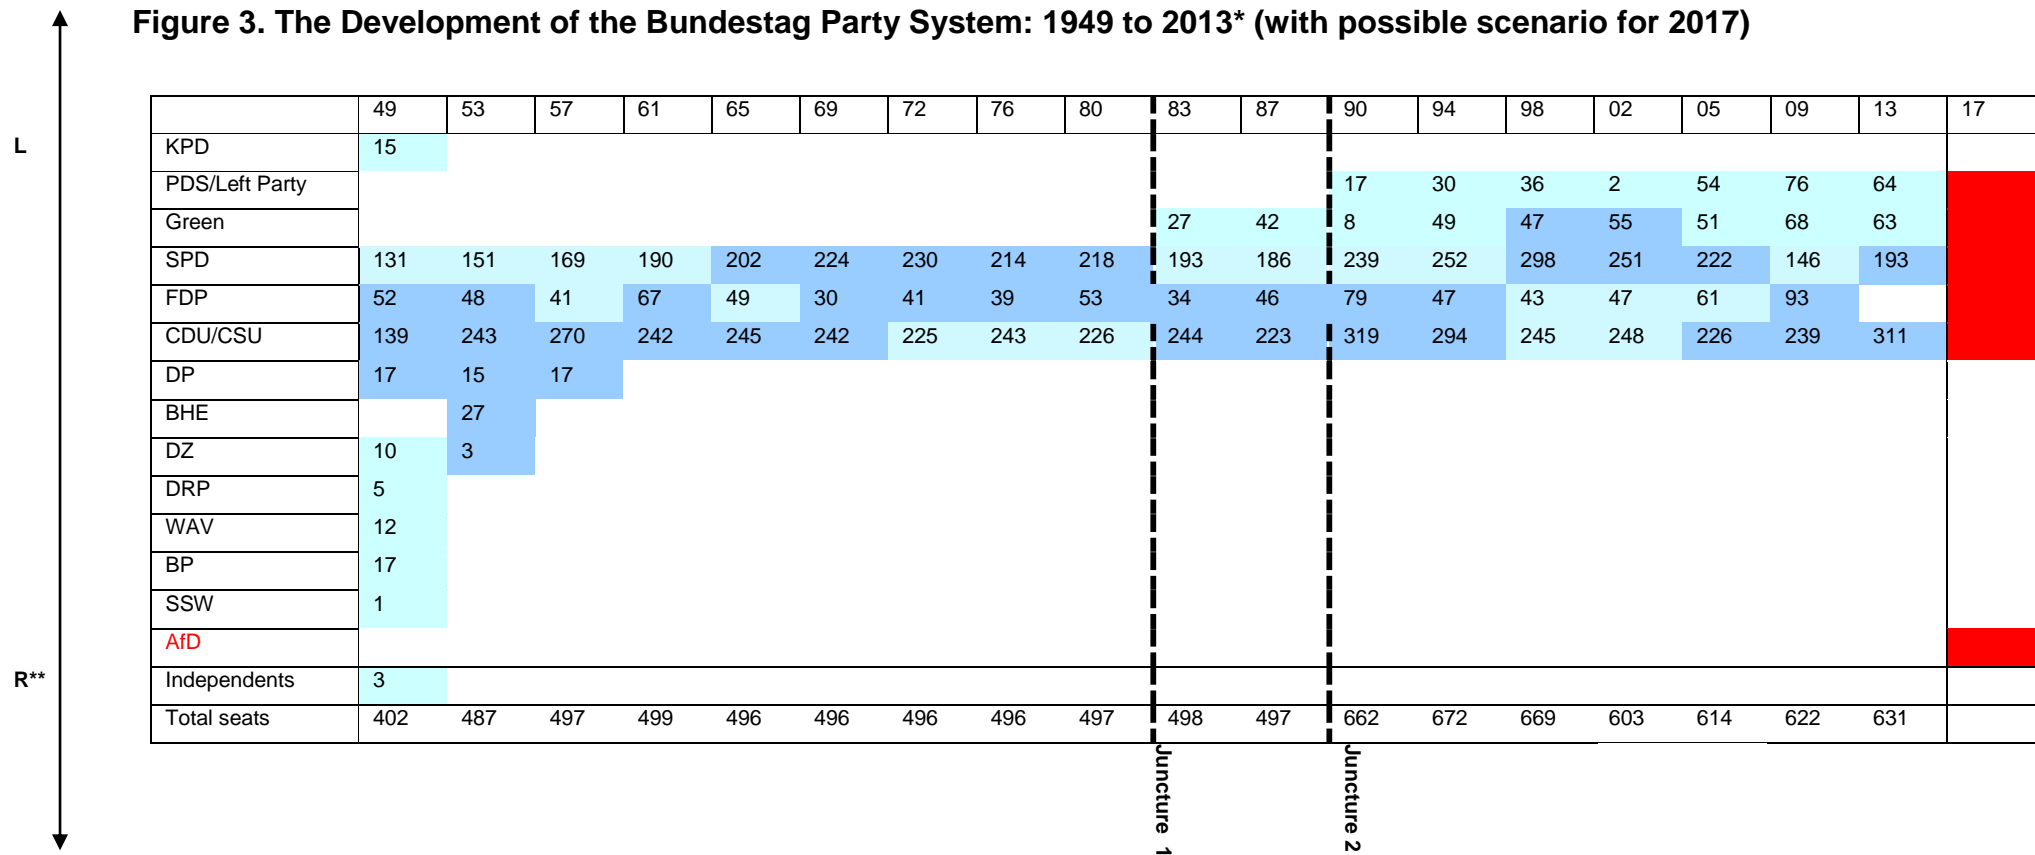 Figure 3. The Development of the Bundestag Party System: 1949 to 2013* (with possible scenario for 2017)
49 53 57 61 65 69 72 76 80 83 87 90 94 98 02 05 09 13 17
L
KPD 15
PDS/Left Party 17 30 36 2 54 76 64
Green 27 42 8 49 47 55 51 68 63
SPD 131 151 169 190 202 224 230 214 218 193 186 239 252 298 251 222 146 193
FDP 52 48 41 67 49 30 41 39 53 34 46 79 47 43 47 61 93
CDU/CSU 139 243 270 242 245 242 225 243 226 244 223 319 294 245 248 226 239 311
DP 17 15 17
BHE 27
DZ 10 3
DRP 5
WAV 12
BP 17
SSW 1
AfD
R**
Independents 3
Total seats 402 487 497 499 496 496 496 496 497 498 497 662 672 669 603 614 622 631
Juncture 1
Juncture 2